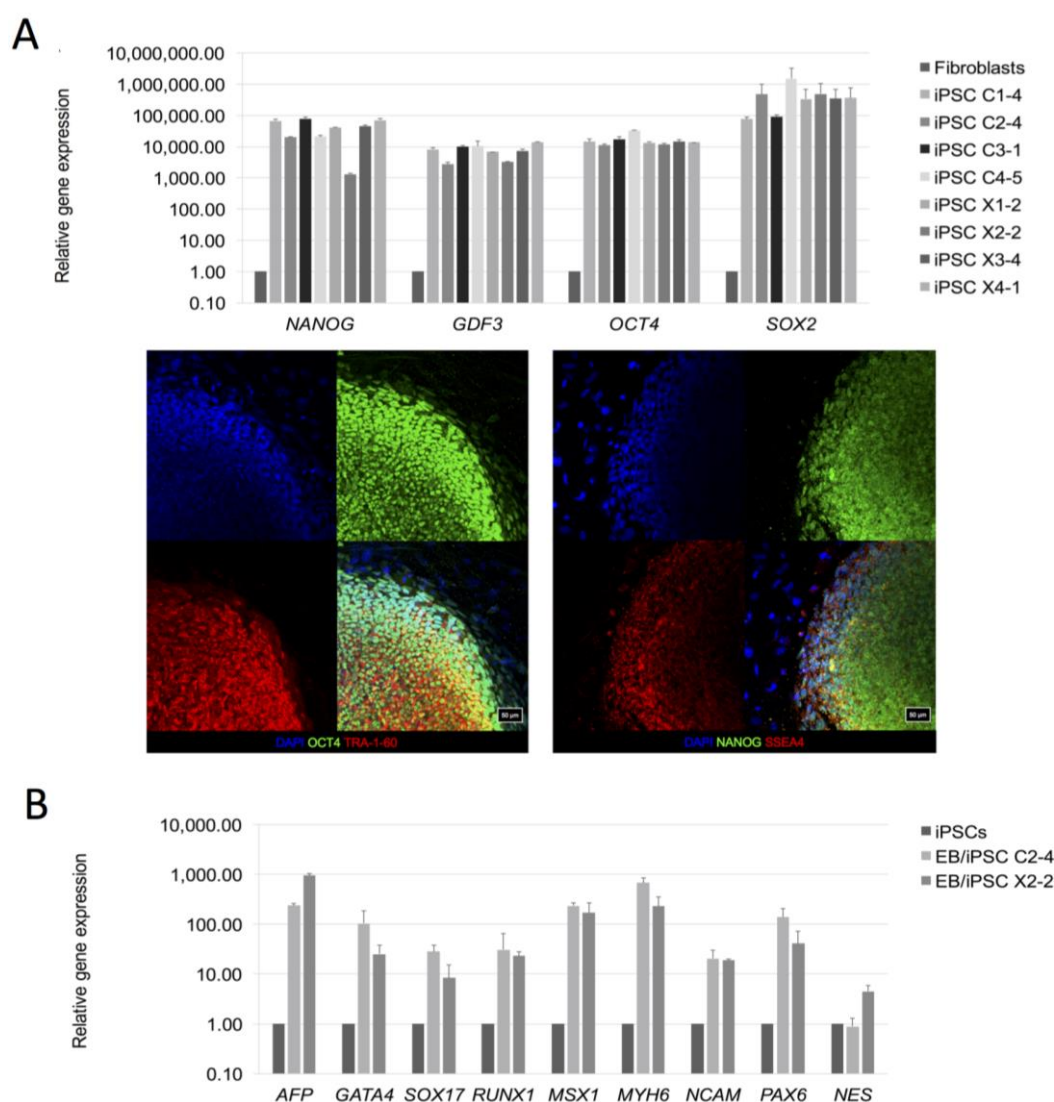 A
10,000,000.00
1,000,000.00
100,000.00
10,000.00
1,000.00
100.00
10.00
1.00
0.10
Relative gene expression
NANOG GDF3 OCT4 SOX2
Fibroblasts
iPSC C1-4
iPSC C2-4
iPSC C3-1
iPSC C4-5
iPSC X1-2
iPSC X2-2
iPSC X3-4
iPSC X4-1
50 µm
DAPI OCT4 TRA-1-60
50 µm
DAPI NANOG SSEA4
B
10,000.00
1,000.00
100.00
10.00
1.00
0.10
Relative gene expression
AFP GATA4 SOX17 RUNX1 MSX1 MYH6 NCAM PAX6 NES
iPSCs
EB/iPSC C2-4
EB/iPSC X2-2